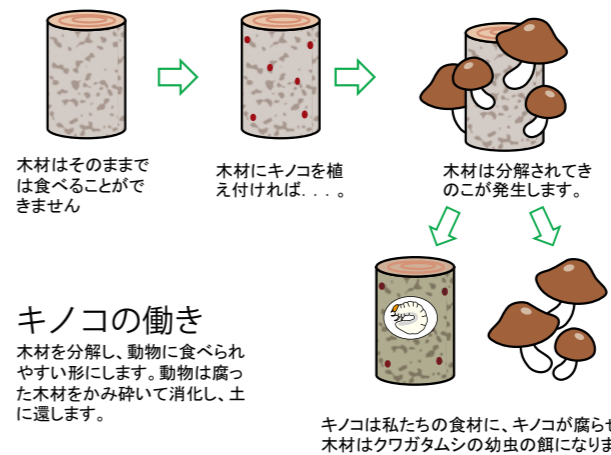 木材はそのままで
は食べることがで
きません
木材にキノコを植
え付ければ．．．。
木材は分解されてき
のこが発生します。
キノコの働き
木材を分解し、動物に食べられ
やすい形にします。動物は腐っ
た木材をかみ砕いて消化し、土
に還します。
キノコは私たちの食材に、キノコが腐らせ
木材はクワガタムシの幼虫の餌になりま